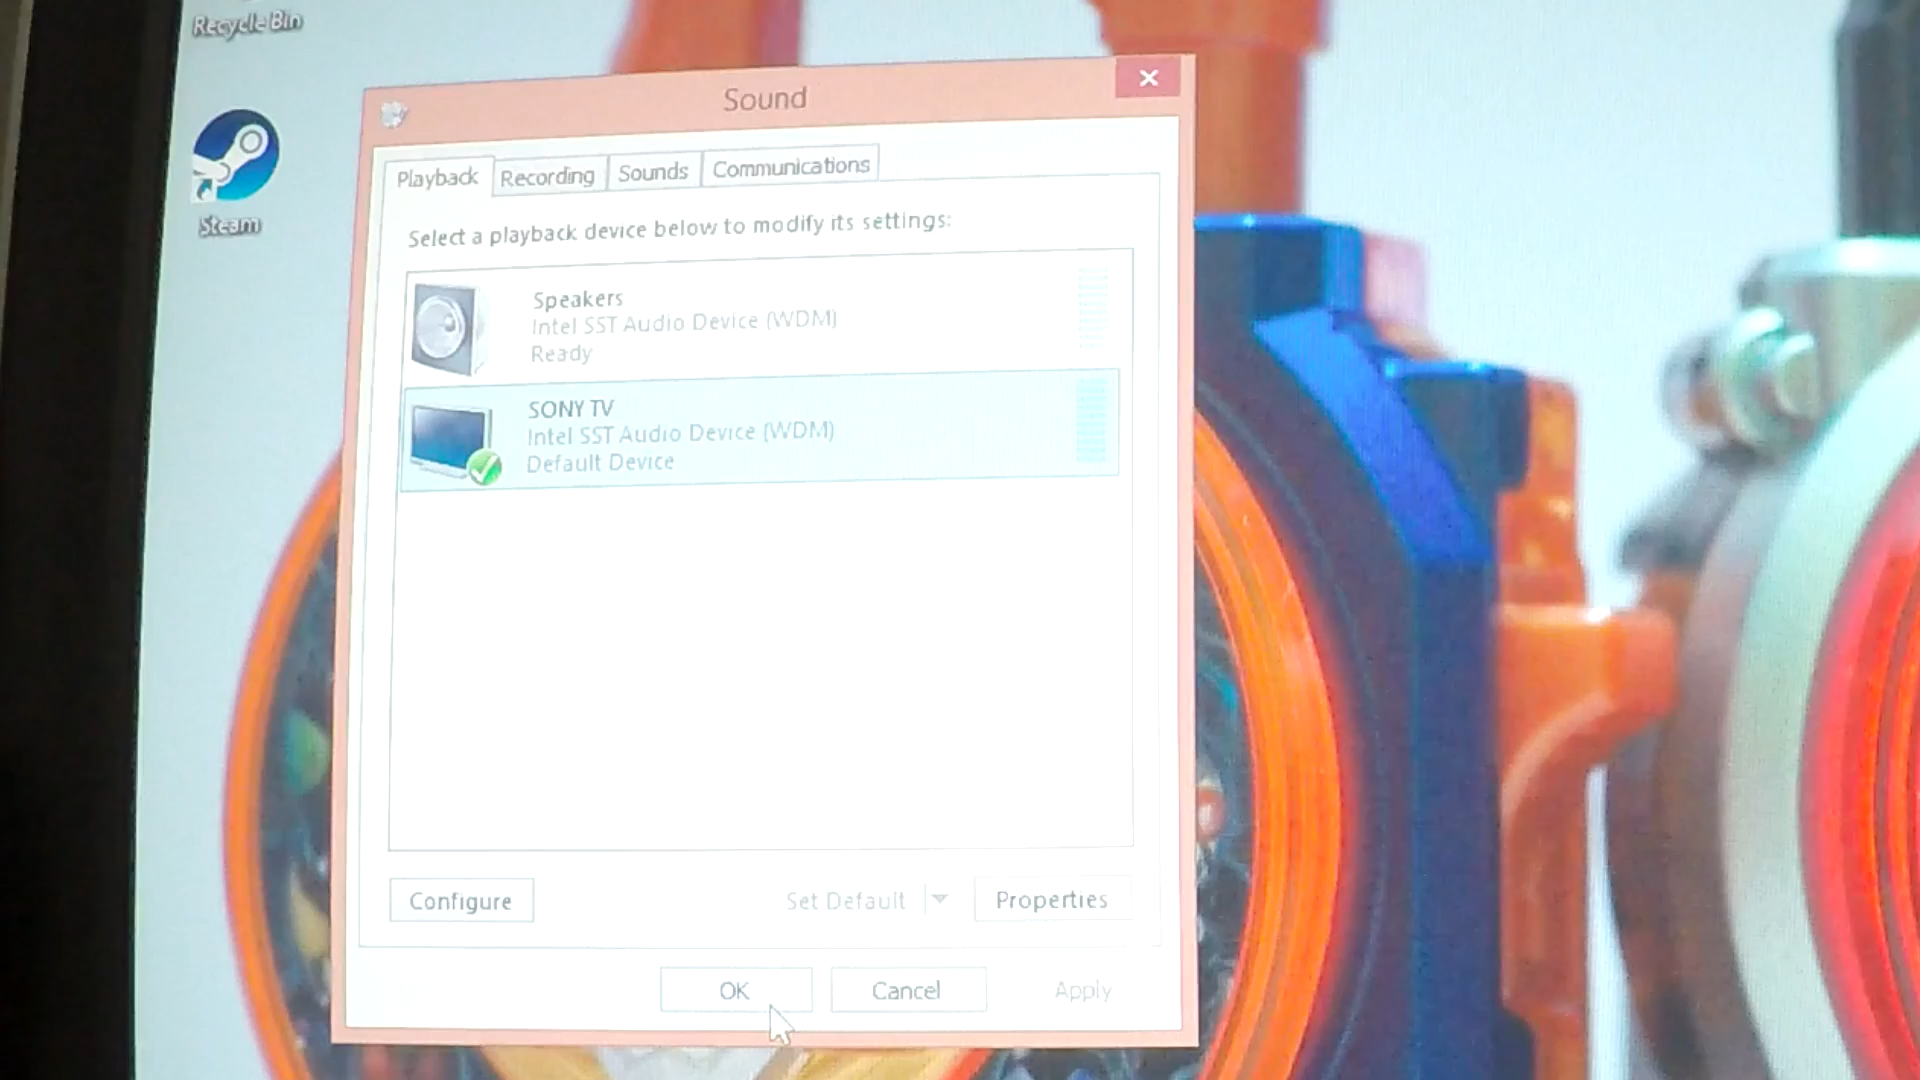 Recycle Bin
Steam
Sound
Playback
Recording
Sounds
Communications
Select a playback device below to modify its settings:
Speakers
Intel SST Audio Device (WDM)
Ready
SONY TV
Intel SST Audio Device (WDM)
Default Device
Configure
Set Default
Properties
OK
Cancel
Apply